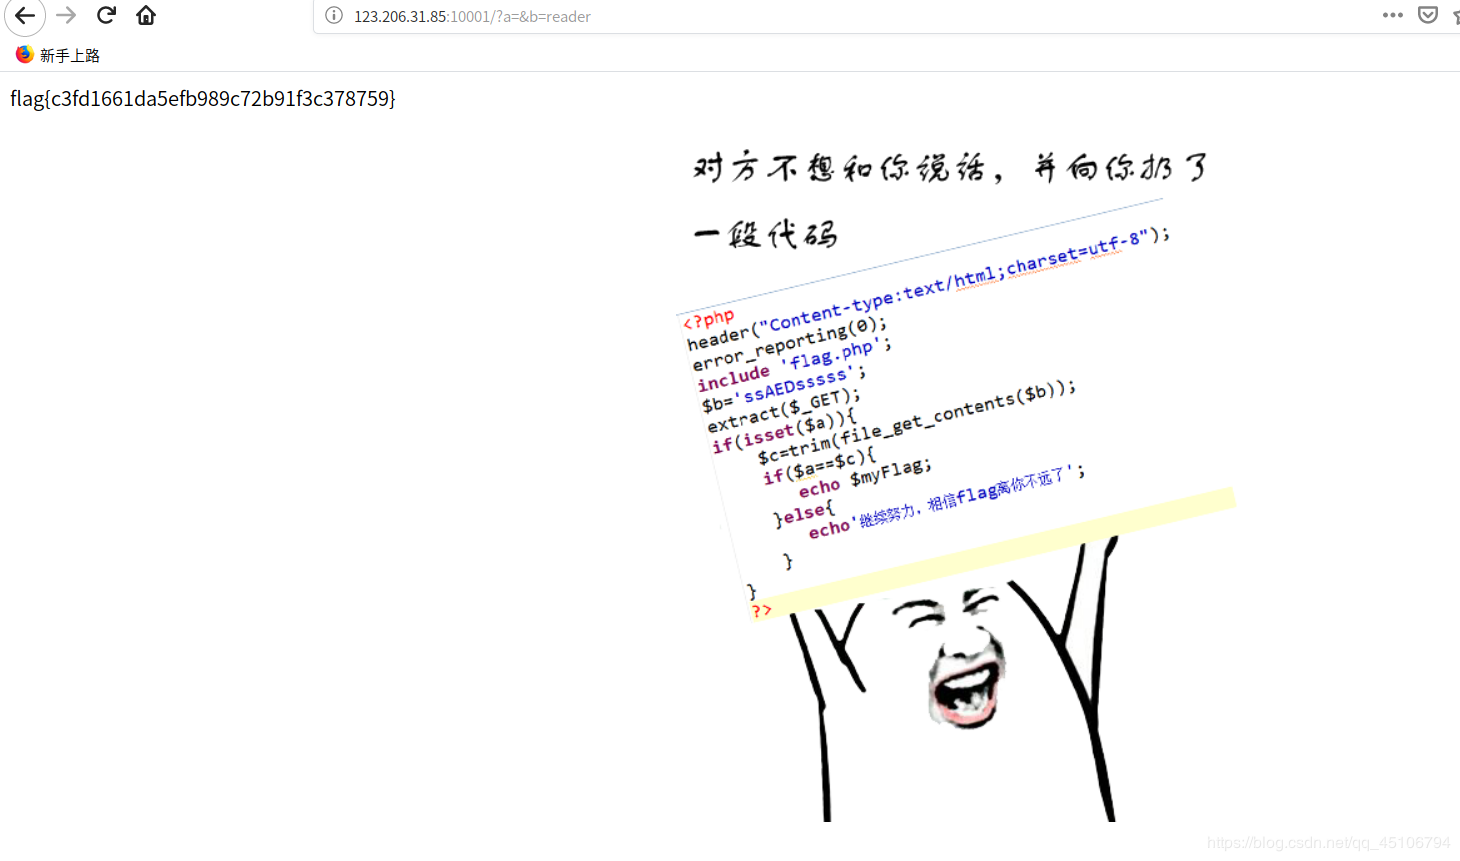 123.206.31.85:10001/?a=&b=reader
新手上路
flag{c3fd1661da5efb989c72b91f3c378759}
对方不想和你说话，并向你扔了
一段代码
<?php
header("Content-type:text/html;charset=utf-8");
error_reporting(0);
include 'flag.php';
$b='ssAEDsssss';
extract($_GET);
if(isset($a)){
$c=trim(file_get_contents($b));
if($a==$c){
echo $myFlag;
}else{
echo'继续努力，相信flag离你不远了';
}
}
?>
https://blog.csdn.net/qq_45106794